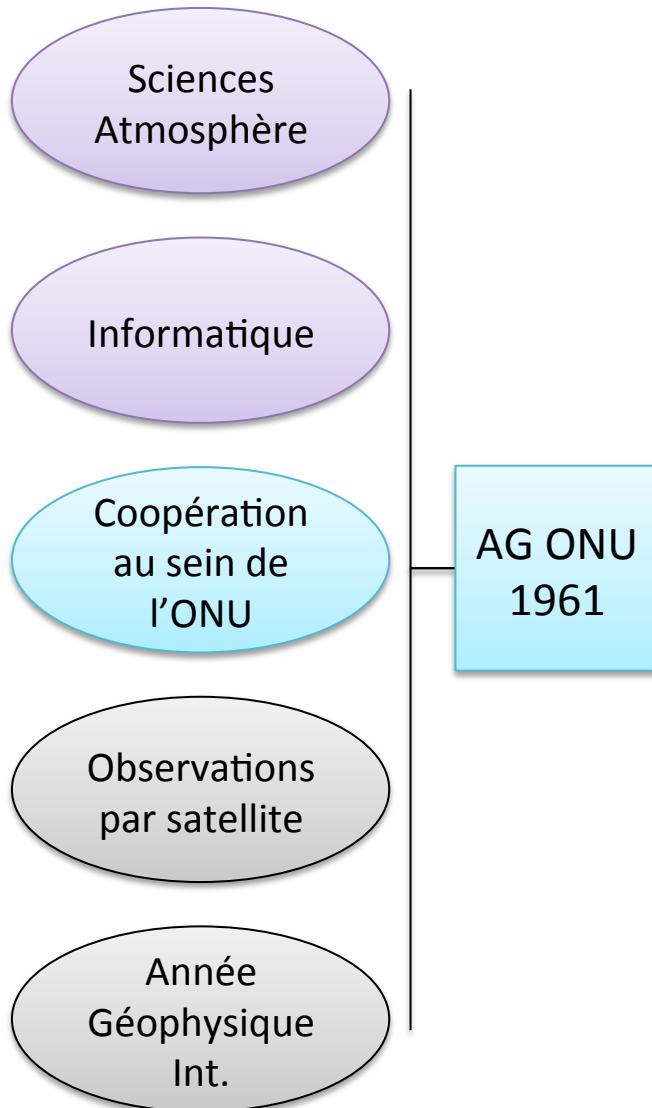 Sciences
Atmosphère
Informatique
Coopération
au sein de
l’ONU
AG ONU
1961
Observations
par satellite
Année
Géophysique
Int.